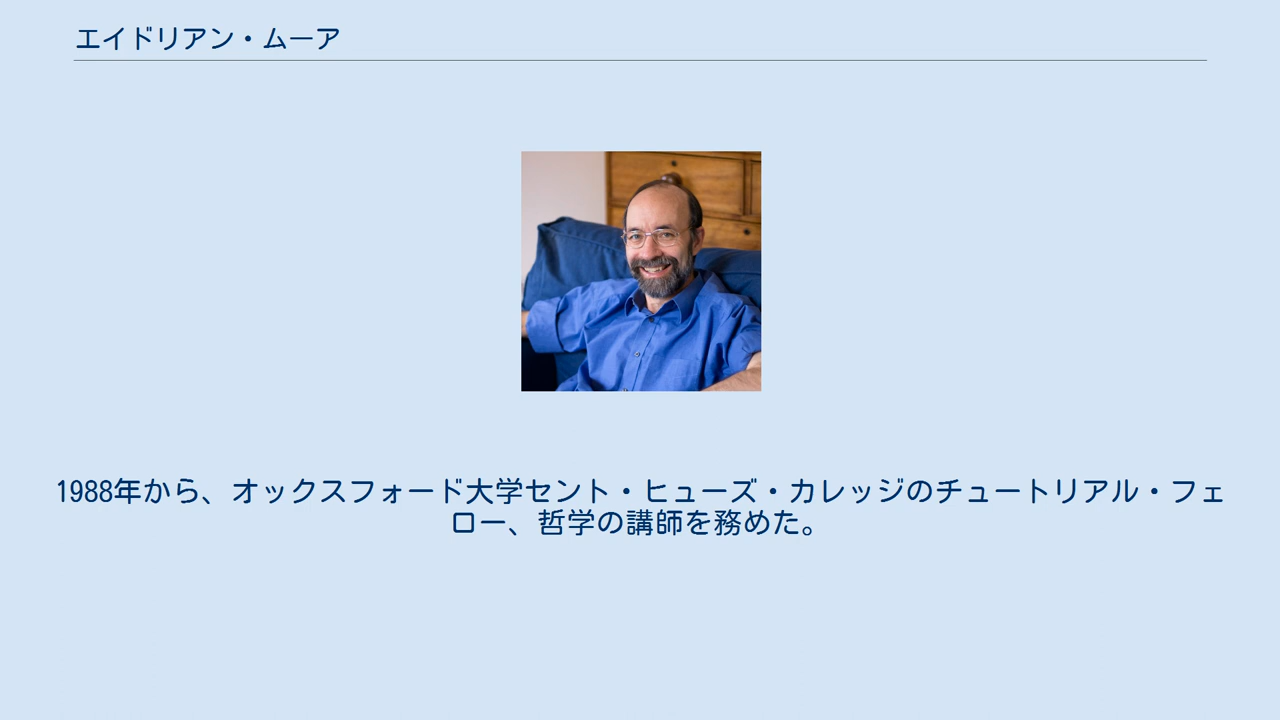 エイドリアン・ムーア
1988年から、オックスフォード大学セント・ヒューズ・カレッジのチュートリアル・フェ
ロー、哲学の講師を務めた。